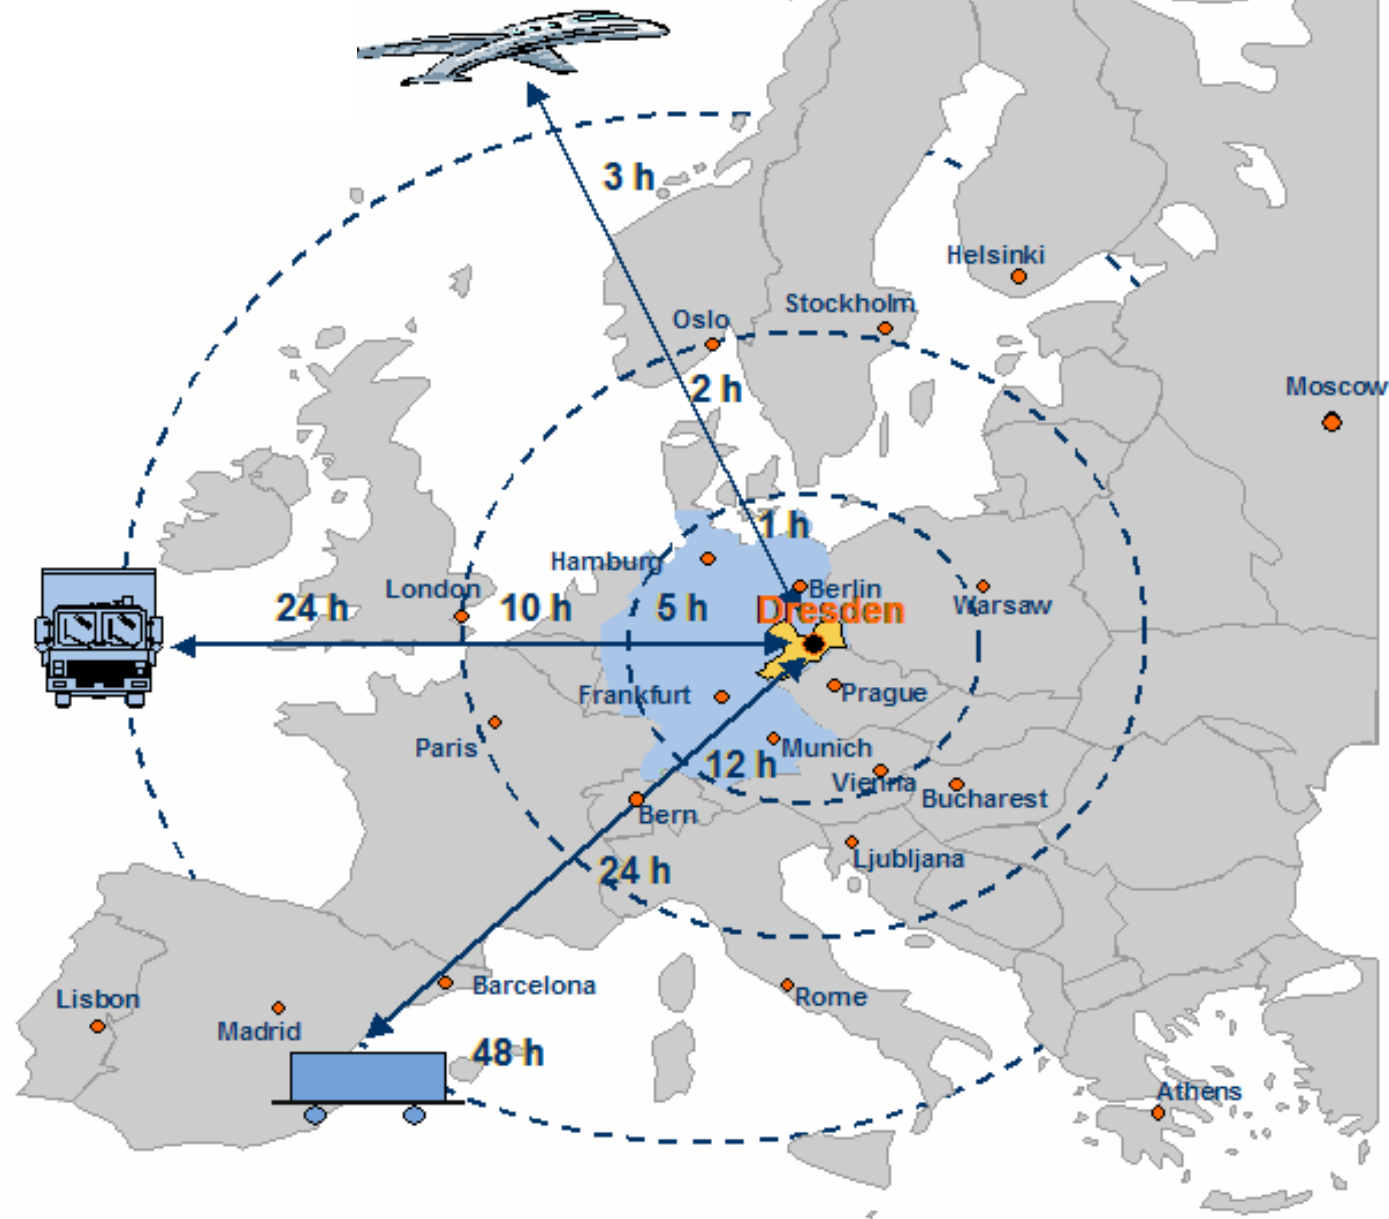 3 h
Helsinki
Stockholm
Oslo
Moscow
2 h
1 h
Hamburg
London
Berlin
Warsaw
24 h
10 h
5 h
Dresden
Frankfurt
Prague
Paris
Munich
12 h
Vienna
Bucharest
Bern
Ljubljana
24 h
Barcelona
Lisbon
Rome
Madrid
48 h
Athens